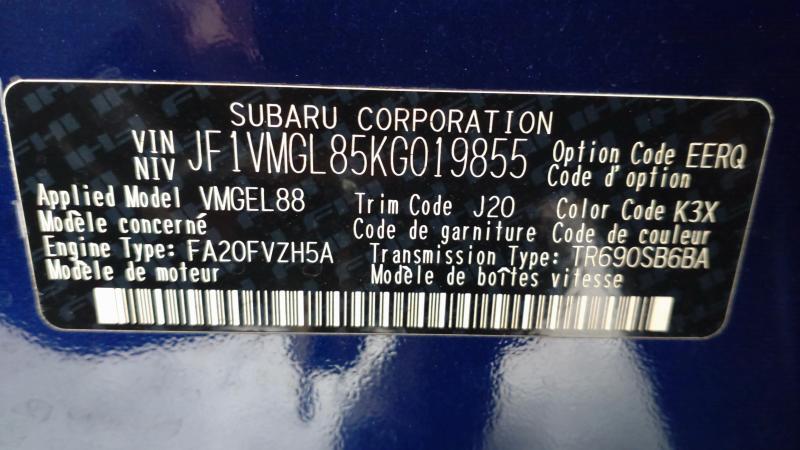 SUBARU CORPORATION
VIN
NIV
JF1VMGL85KG019855
Option Code EERQ
Code d'option
Applied Model VMGEL88
Modèle concerné
Trim Code J20
Code de garniture
Color Code K3X
Code de couleur
Engine Type: FA20FVZH5A
Modèle de moteur
Transmission Type: TR690SB6BA
Modèle de boîtes vitesse